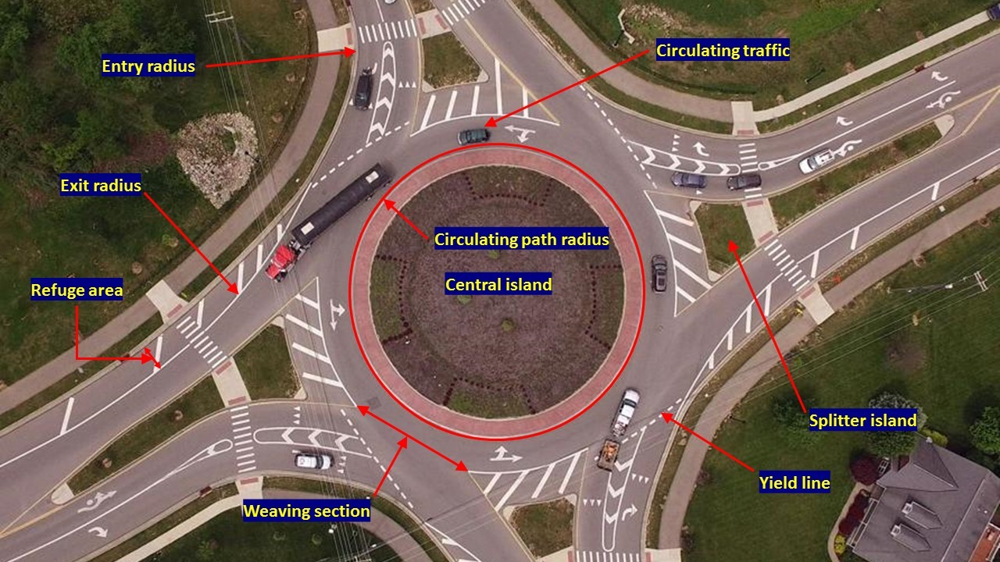 Circulating traffic
Entry radius
Exit radius
Circulating path radius
Central island
Refuge area
Splitter island
Yield line
Weaving section